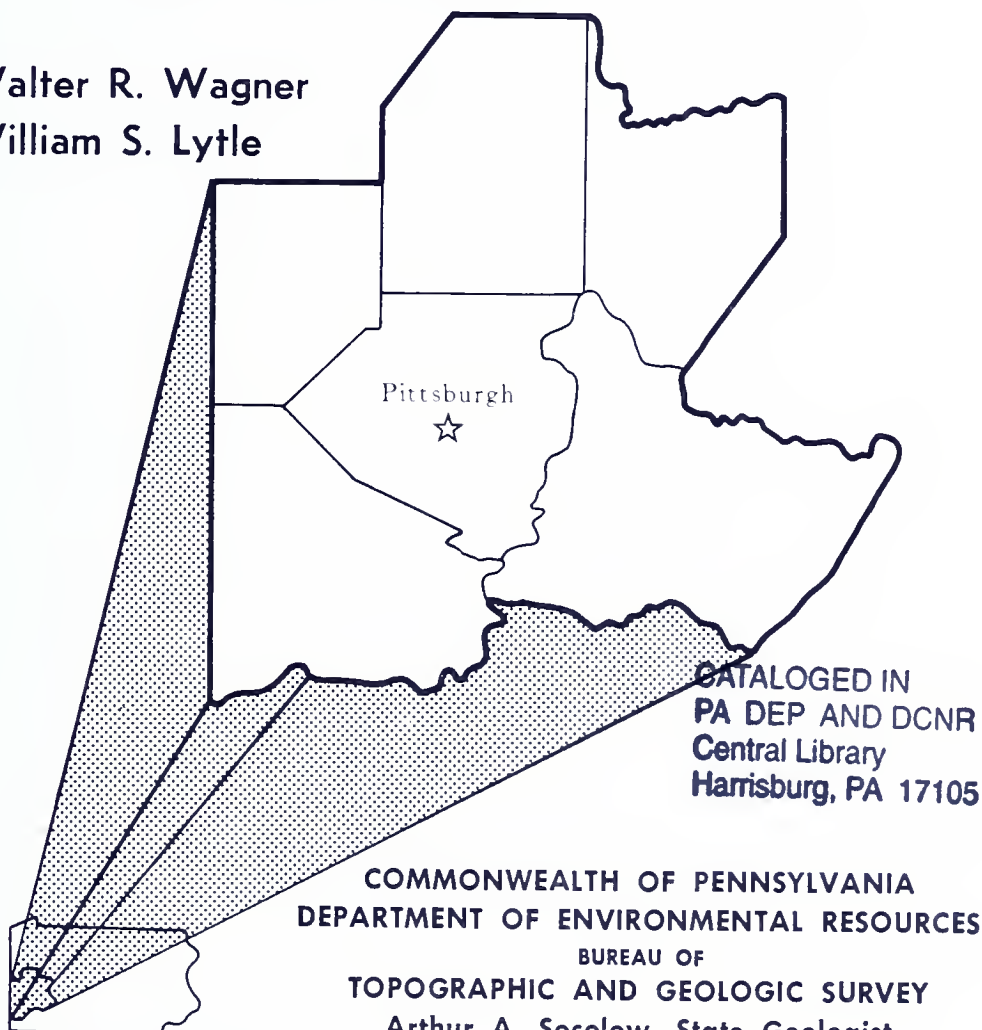 Walter R. Wagner
William S. Lytle
Pittsburgh
CATALOGED IN
PA DEP AND DCNR
Central Library
Harrisburg, PA 17105
COMMONWEALTH OF PENNSYLVANIA
DEPARTMENT OF ENVIRONMENTAL RESOURCES
BUREAU OF
TOPOGRAPHIC AND GEOLOGIC SURVEY
Arthur A. Socolow, State Geologist